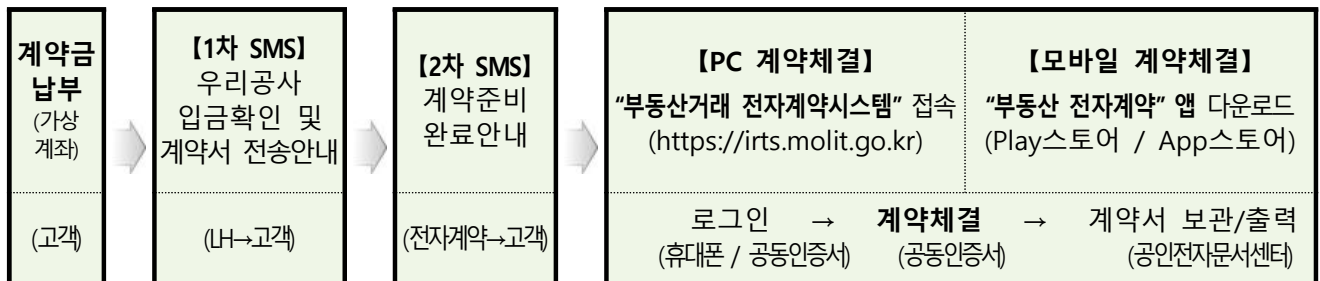 계약금
납부
(가상
계좌)
(고객)
【1차 SMS】
우리공사
입금확인 및
계약서 전송안내
(LH→고객)
【2차 SMS】
계약준비
완료안내
(전자계약→고객)
【PC 계약체결】
“부동산거래 전자계약시스템” 접속
(https://irts.molit.go.kr)
【모바일 계약체결】
“부동산 전자계약” 앱 다운로드
(Play스토어 / App스토어)
로그인 → 계약체결 → 계약서 보관/출력
(휴대폰 / 공동인증서) (공동인증서) (공인전자문서센터)